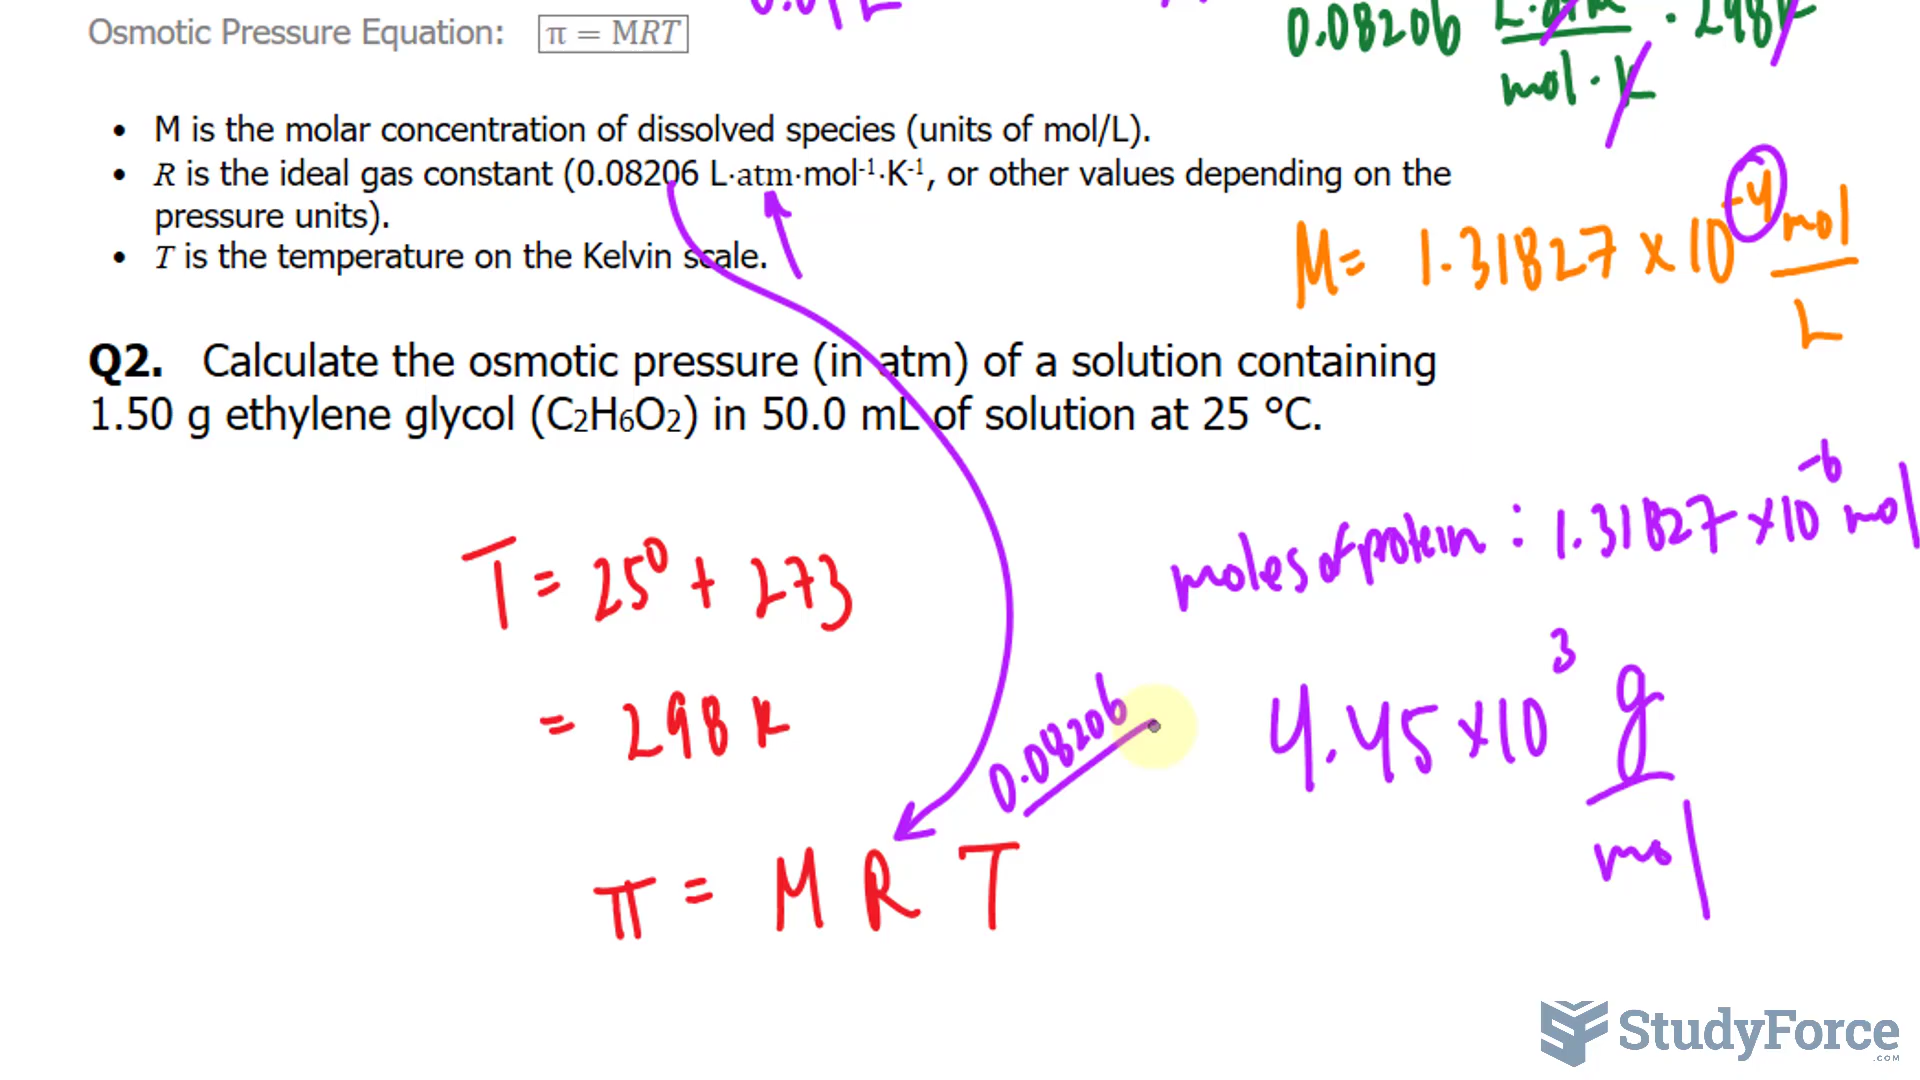 Osmotic Pressure Equation: π = MRT
0.08206 L·atm / mol·K · 298K
• M is the molar concentration of dissolved species (units of mol/L).
• R is the ideal gas constant (0.08206 L·atm·mol⁻¹·K⁻¹, or other values depending on the
pressure units).
• T is the temperature on the Kelvin scale.
M = 1.31827 × 10⁻⁴ mol / L
Q2. Calculate the osmotic pressure (in atm) of a solution containing
1.50 g ethylene glycol (C₂H₆O₂) in 50.0 mL of solution at 25 °C.
moles of protein : 1.31827 × 10⁻⁶ mol
T = 25⁰ + 273
= 298 K
0.08206
4.45 × 10³ g / mol
π = M R T
StudyForce
.COM